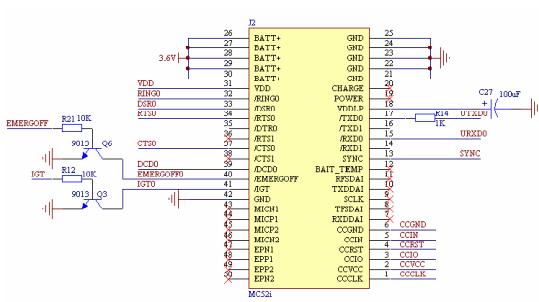 J2
26 BATT+ GND 25
27 BATT+ GND 24
3.6V 28 BATT+ GND 23
29 BATT+ GND 22
30 BATT+ GND 21
VDD 31 VDD CHARGE 20
RING0 32 /RING0 POWER 19
DSR0 33 /DSR0 VDDLP 18 C27 + 100uF
RTS0 34 /RTS0 /TXD0 17 R14 1K UTXD0
35 /DTR0 /TXD1 16
36 /RTS1 /RXD0 15 URXD0
CTS0 37 /CTS0 /RXD1 14
38 /CTS1 SYNC 13 SYNC
DCD0 39 /DCD0 BAIT_TEMP 12
EMERGOFF0 40 /EMERGOFF RFSDAI 11
IGT0 41 /IGT TXDDAI 10
42 GND SCLK 9
43 MICN1 TFSDAI 8
44 MICP1 RXDDAI 7
45 MICP2 CCGND 6 CCGND
46 MICN2 CCIN 5 CCIN
47 EPN1 CCRST 4 CCRST
48 EPP1 CCIO 3 CCIO
49 EPP2 CCVCC 2 CCVCC
50 EPN2 CCCLK 1 CCCLK
MC52i
EMERGOFF R21 10K
9013 Q6
IGT R12 10K
9013 Q3